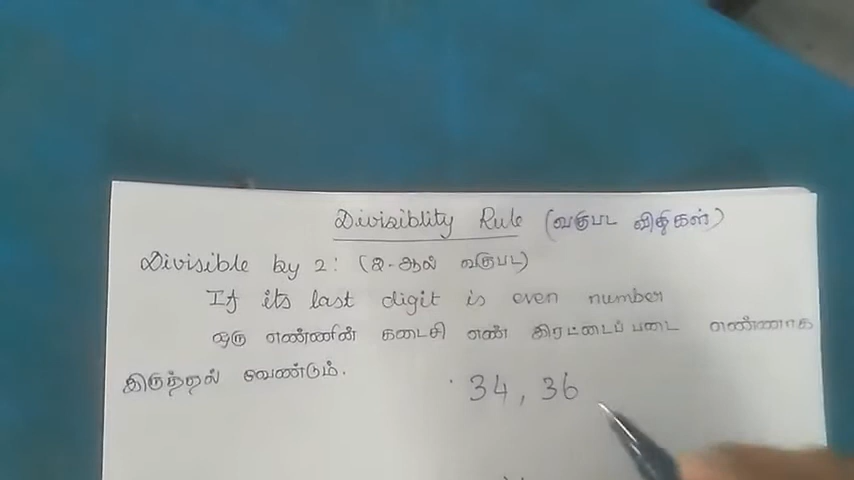 Divisiblity Rule (வகுபட விதிகள்)
Divisible by 2: (2-ஆல் வகுபட)
If its last digit is even number
ஒரு எண்ணின் கடைசி எண் இரட்டைப் படை எண்ணாக
இருத்தல் வேண்டும்.
34, 36